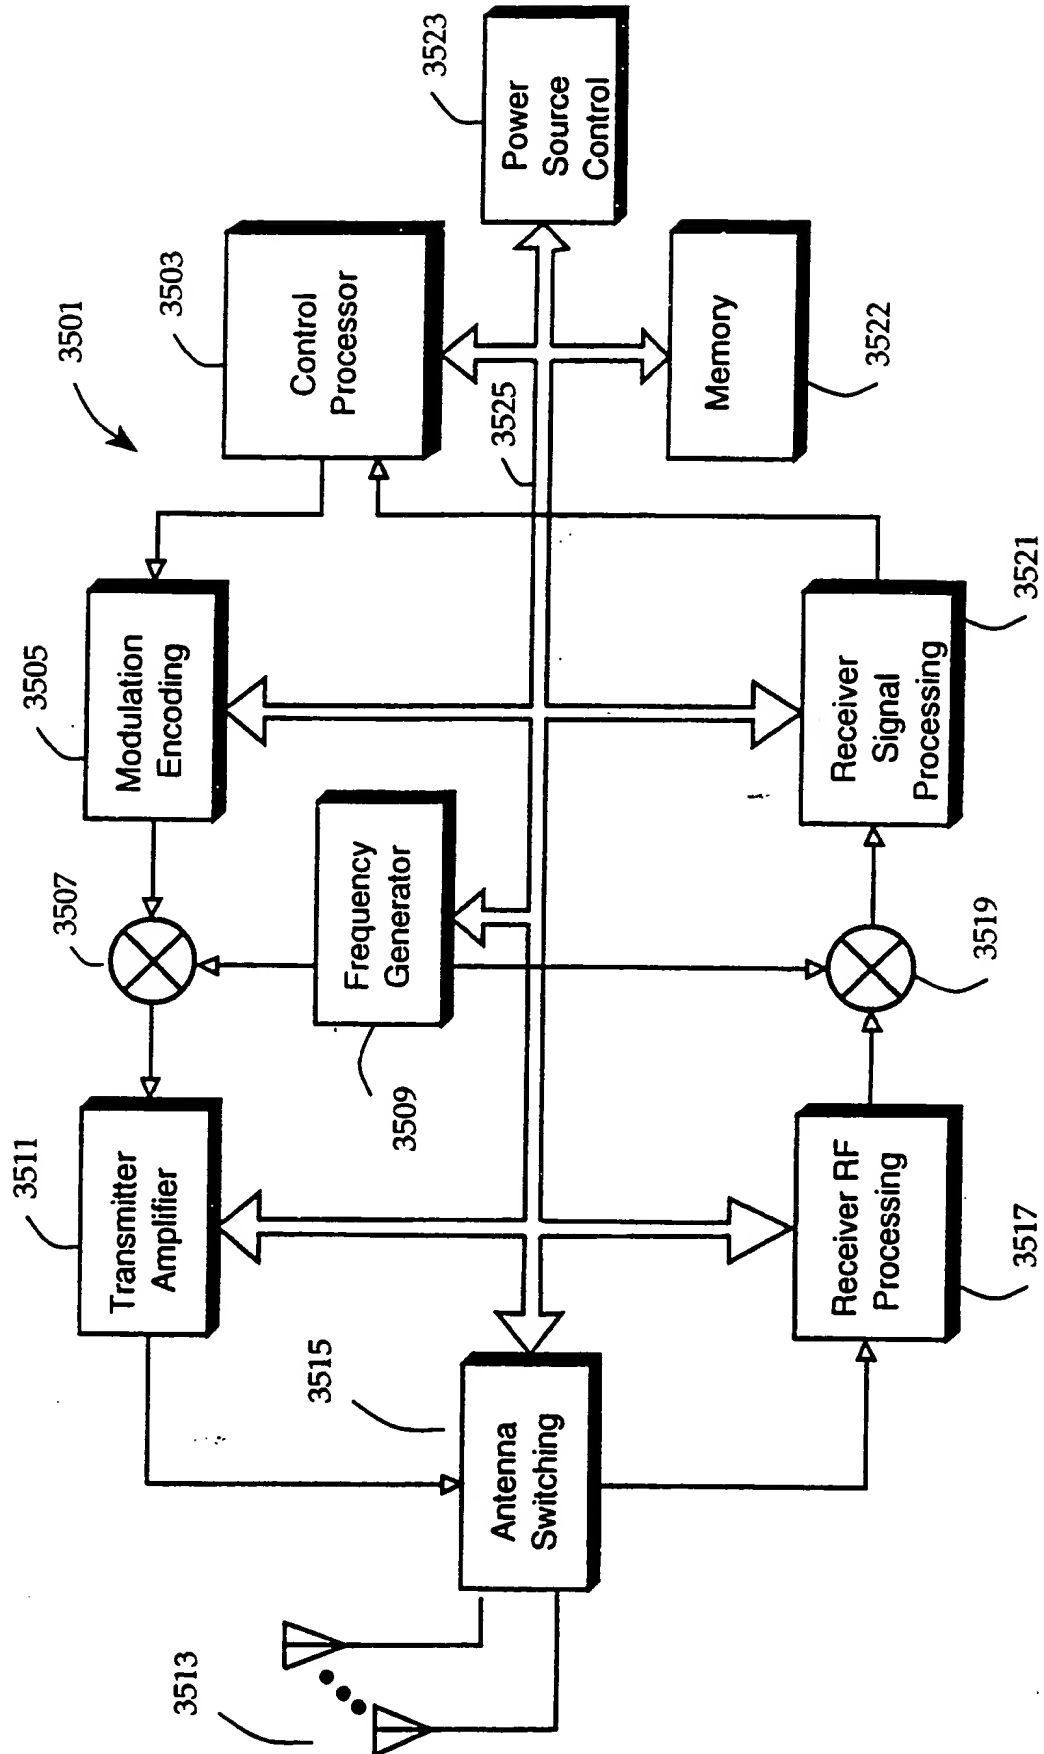 3501
3511
Transmitter
Amplifier
3507
3505
Modulation
Encoding
3503
Control
Processor
3513
3515
Antenna
Switching
3509
Frequency
Generator
3525
3523
Power
Source
Control
3517
Receiver RF
Processing
3519
3521
Receiver
Signal
Processing
3522
Memory